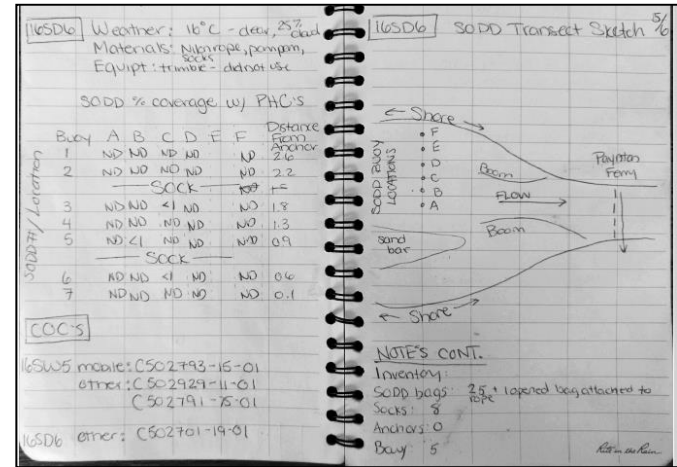 16SD6 Weather: 16°C - clear, 25% cloud
Materials: Nylon rope, pompom, socks
Equipt: trimble - did not use
SODD % coverage w/ PHC's
Buoy A B C D E F Distance From Anchor
1 ND ND ND ND ND 2.6
2 ND ND ND ND ND 2.2
SOCK
3 ND ND <1 ND ND 1.8
4 ND ND ND ND ND 1.3
5 ND <1 ND ND ND 0.9
SOCK
6 ND ND <1 ND ND 0.6
7 ND ND ND ND ND 0.1
SODD # / Location
COC's
16SW5 mobile: C502793-15-01
other: C502929-11-01
C502791-75-01
16SD6 other: C502701-19-01
16SD6 SODD Transect Sketch 5/6
← Shore →
SODD BUOY LOCATIONS
F
E
D
C
B
A
Boom
FLOW
Boom
Paynton Ferry
sand bar
← Shore →
NOTE'S CONT.
Inventory:
SODD bags: 25 + 1 opened bag attached to rope
Socks: 8
Anchors: 0
Buoy 5
Rite in the Rain